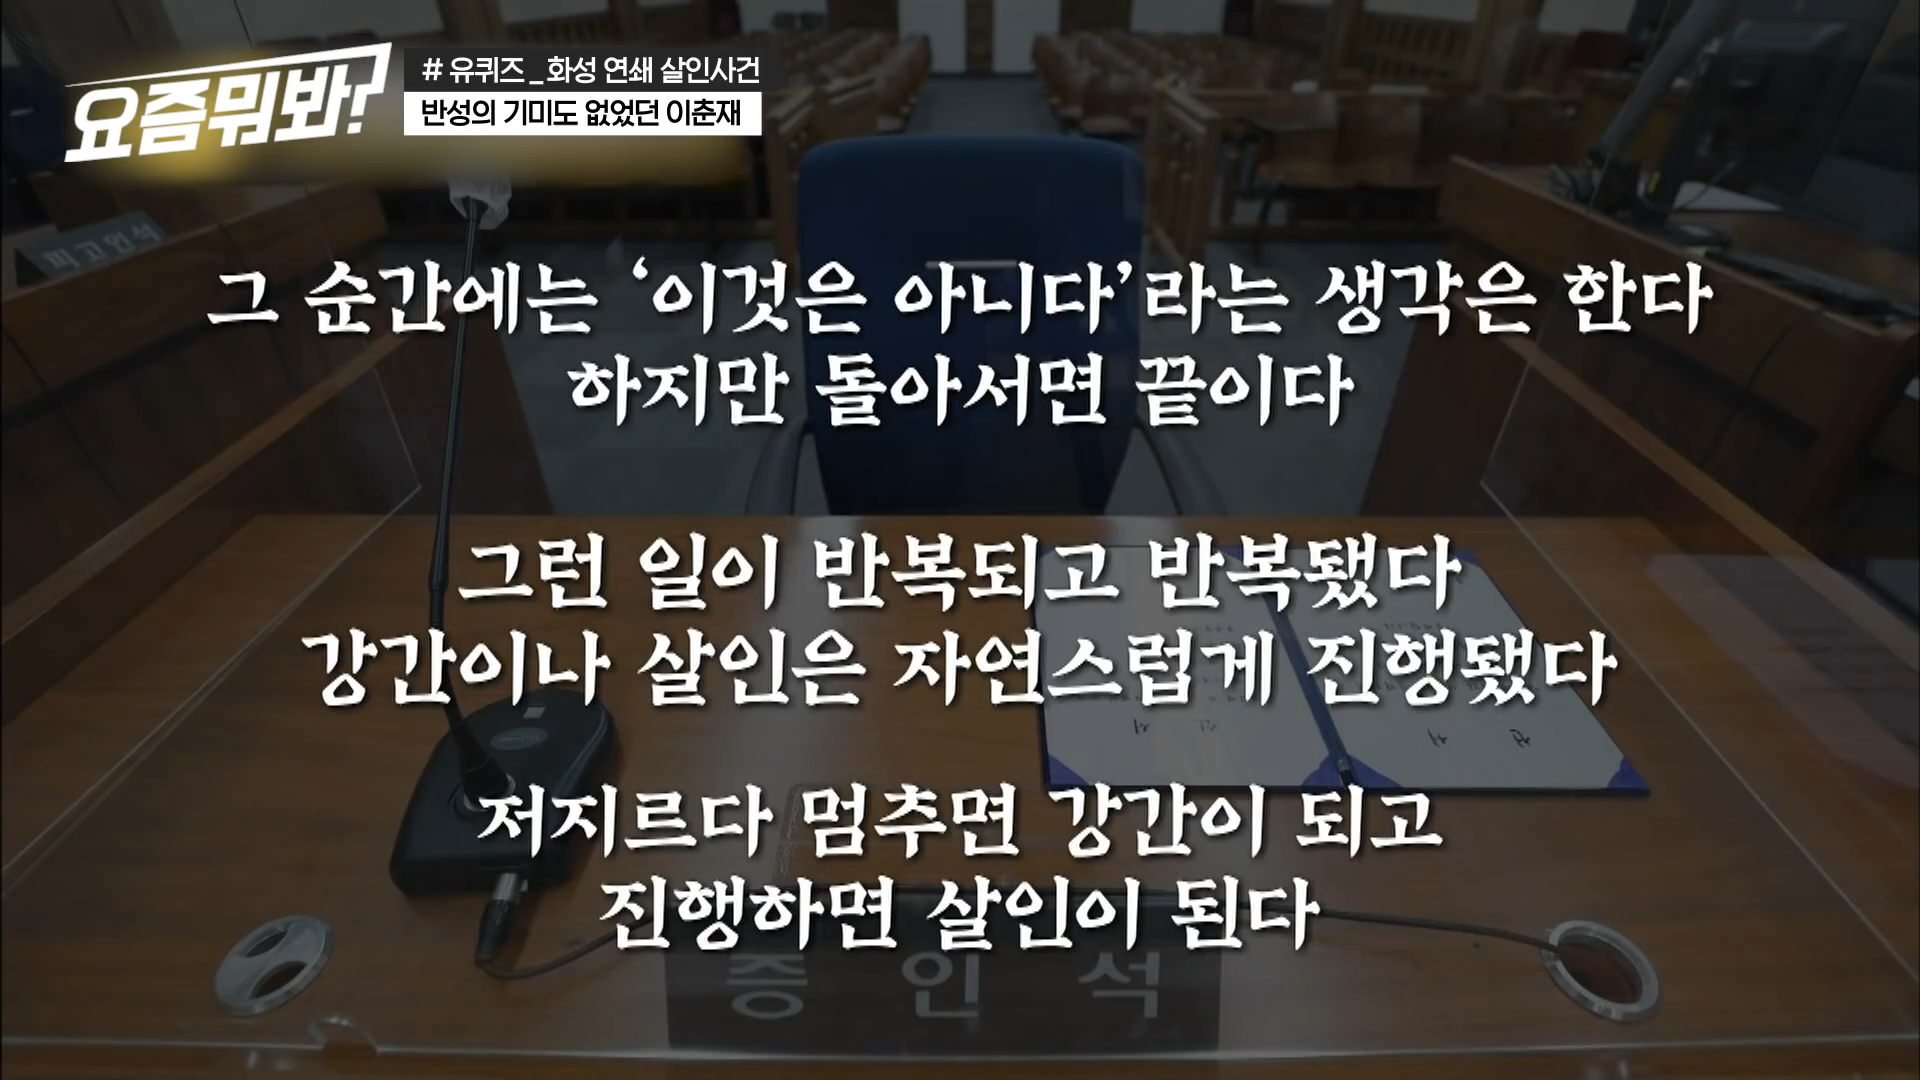 요즘뭐봐?
# 유퀴즈_화성 연쇄 살인사건
반성의 기미도 없었던 이춘재
피고인석
그 순간에는 ‘이것은 아니다’라는 생각은 한다
하지만 돌아서면 끝이다
그런 일이 반복되고 반복됐다
강간이나 살인은 자연스럽게 진행됐다
저지르다 멈추면 강간이 되고
진행하면 살인이 된다
증 인 석